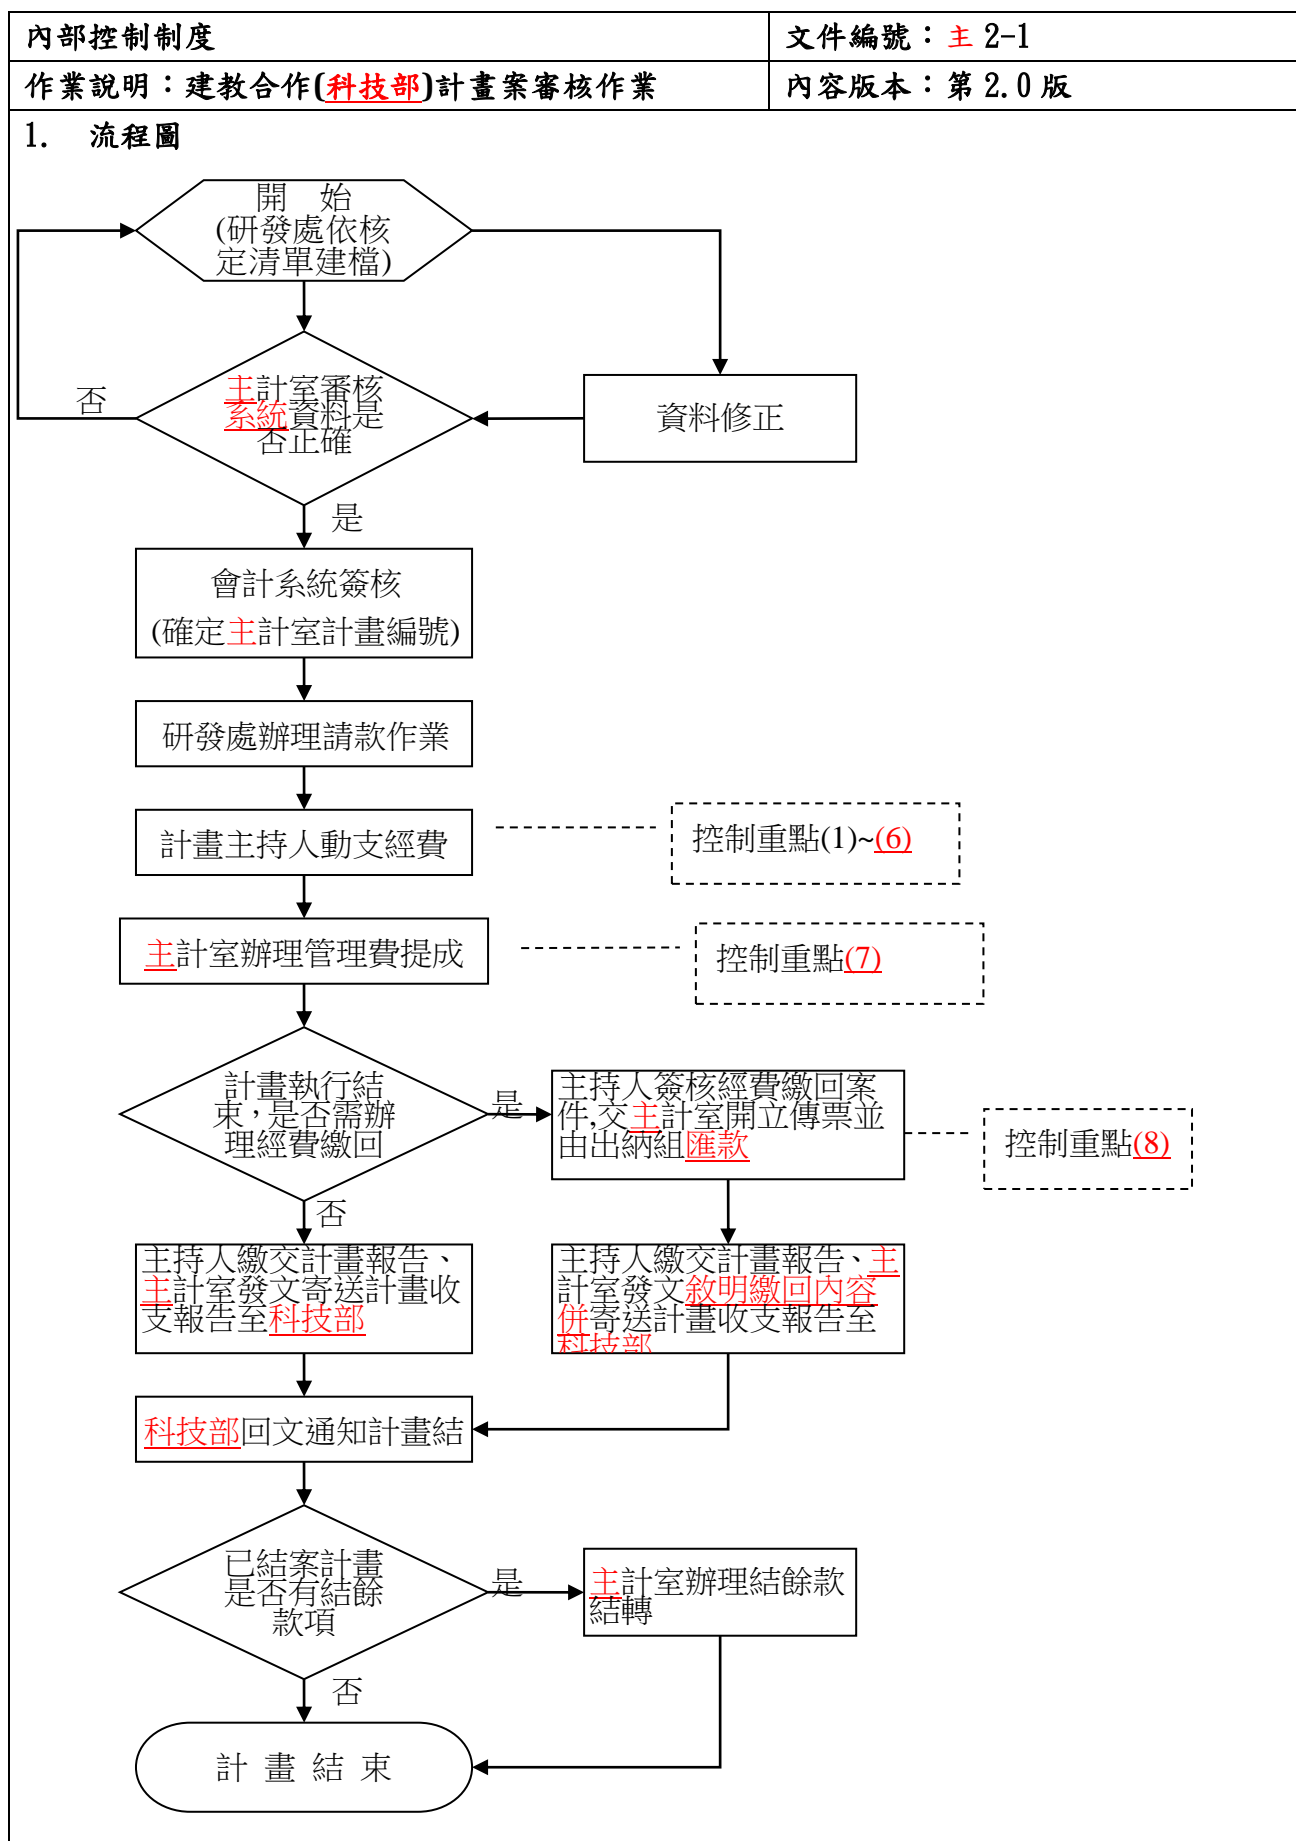 內部控制制度
文件編號：主 2-1
作業說明：建教合作(科技部)計畫案審核作業
內容版本：第 2.0 版
1. 流程圖
開 始
(研發處依核
定清單建檔)
主計室審核
系統資料是
否正確
否
資料修正
是
會計系統簽核
(確定主計室計畫編號)
研發處辦理請款作業
計畫主持人動支經費
控制重點(1)~(6)
主計室辦理管理費提成
控制重點(7)
計畫執行結
束，是否需辦
理經費繳回
是
主持人簽核經費繳回案
件,交主計室開立傳票並
由出納組匯款
控制重點(8)
否
主持人繳交計畫報告、
主計室發文寄送計畫收
支報告至科技部
主持人繳交計畫報告、主
計室發文敘明繳回內容
併寄送計畫收支報告至
科技部
科技部回文通知計畫結
已結案計畫
是否有結餘
款項
是
主計室辦理結餘款
結轉
否
計 畫 結 束